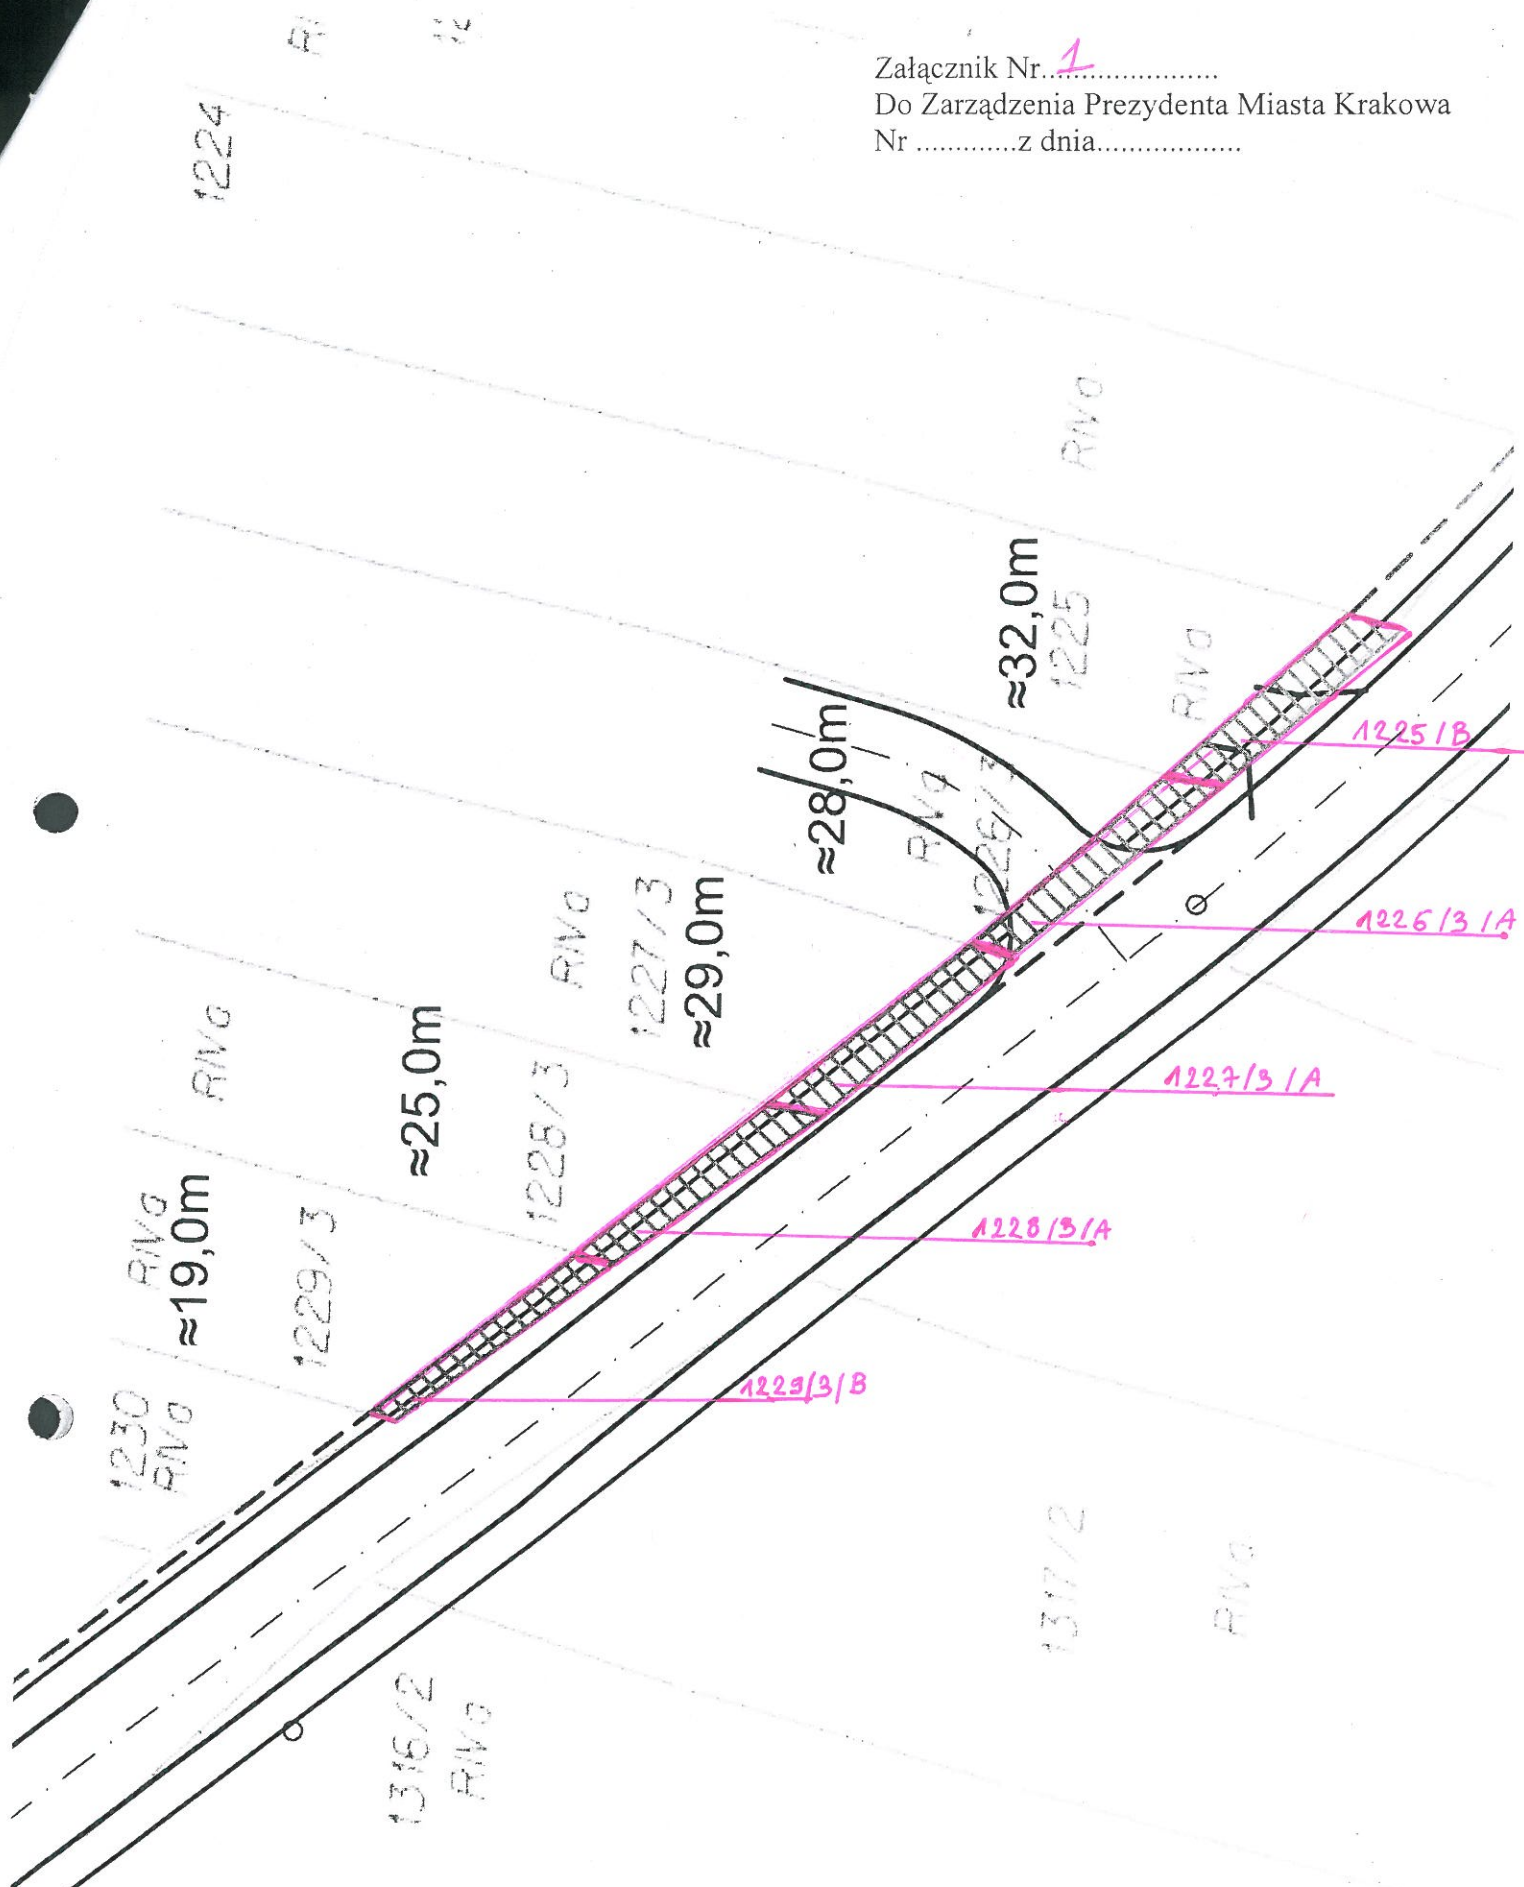 Załącznik Nr..1....................
Do Zarządzenia Prezydenta Miasta Krakowa
Nr .............z dnia..................
1224
RIVa
≈32,0m
1225
RIVa
≈28,0m
1225/B
RIVa
1226/3
RIVa
1227/3
≈29,0m
1226/3/A
RIVa
≈25,0m
1228/3
1227/3/A
RIVa
≈19,0m
1229/3
1228/3/A
1229/3/B
1230
RIVa
1317/2
RIVa
1316/2
RIVa